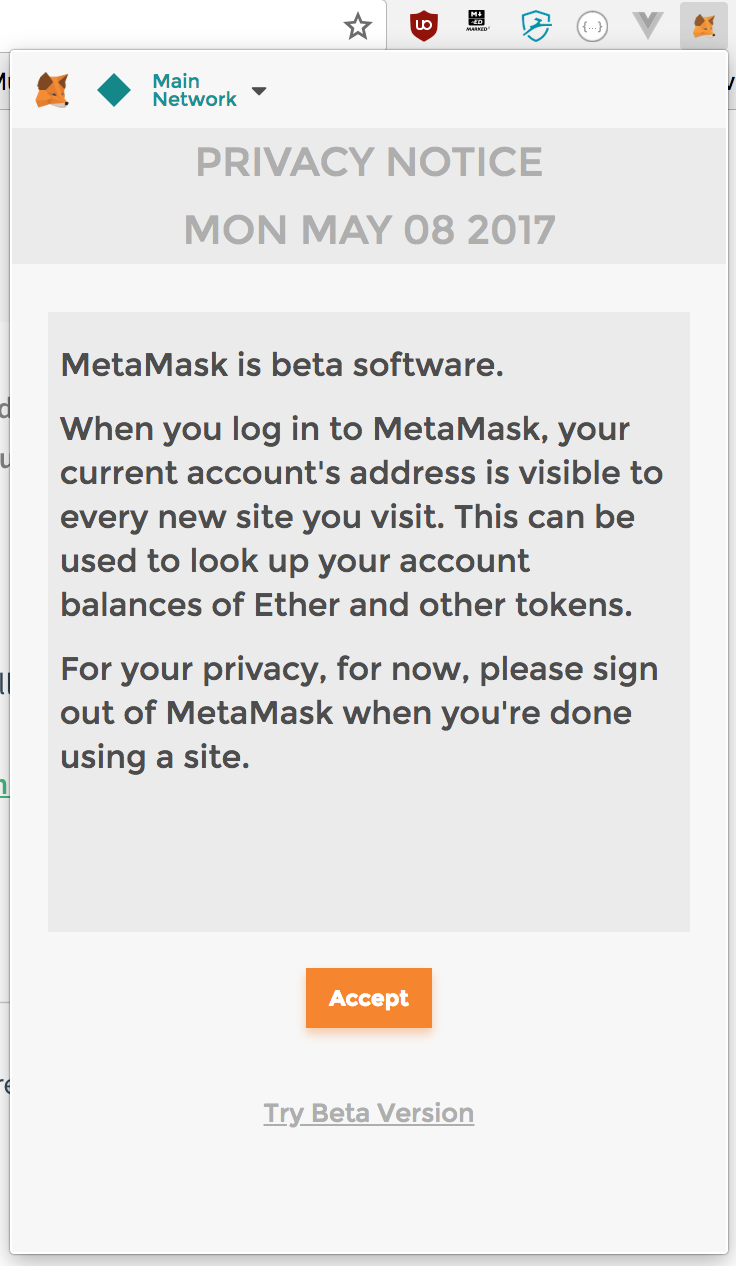 UO
M↓
ED
MARKED
{...}
Main
Network
PRIVACY NOTICE
MON MAY 08 2017
MetaMask is beta software.
When you log in to MetaMask, your
current account's address is visible to
every new site you visit. This can be
used to look up your account
balances of Ether and other tokens.
For your privacy, for now, please sign
out of MetaMask when you're done
using a site.
Accept
Try Beta Version